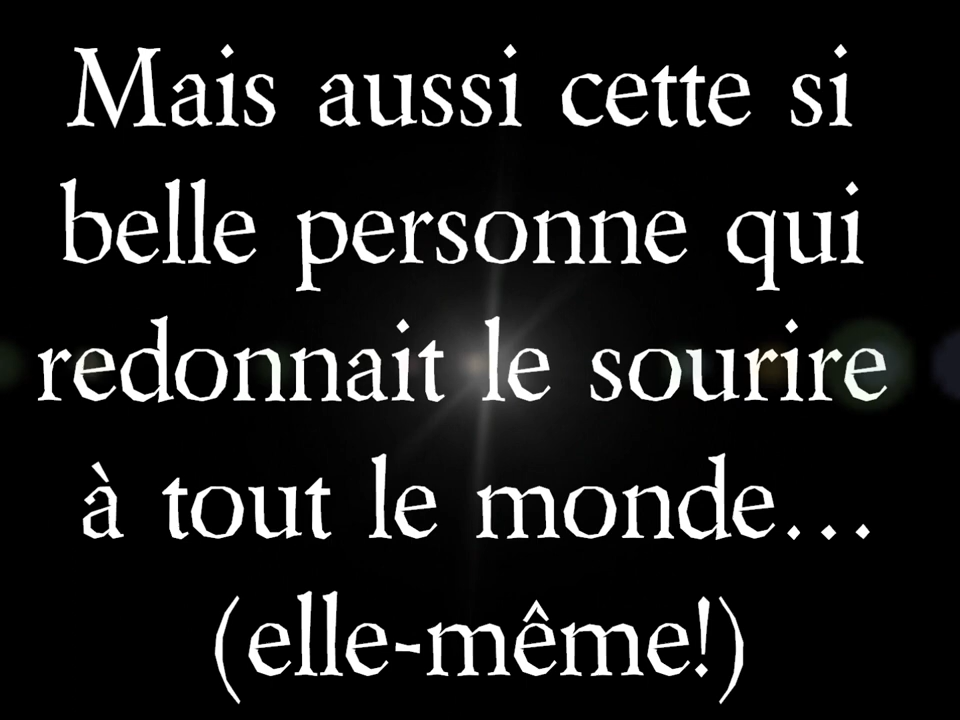 Mais aussi cette si
belle personne qui
redonnait le sourire
à tout le monde...
(elle-même!)